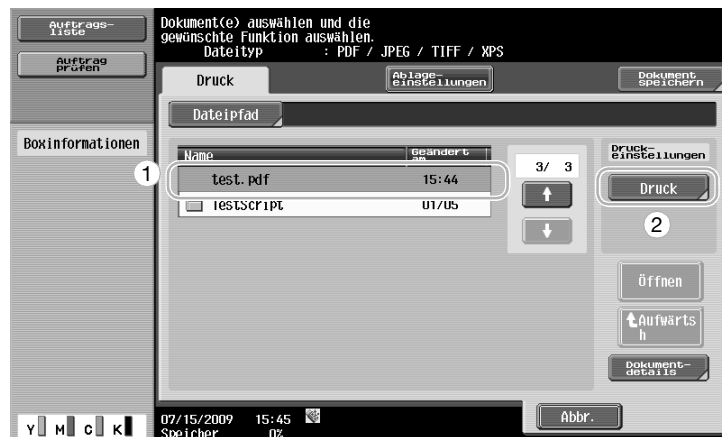 Auftrags-
liste
Auftrag
prüfen
Boxinformationen
Dokument(e) auswählen und die
gewünschte Funktion auswählen.
Dateityp : PDF / JPEG / TIFF / XPS
Druck
Ablage-
einstellungen
Dokument
speichern
Dateipfad
Name Geändert
am
1
test.pdf 15:44
TestScript 01/05
3/ 3
Druck-
einstellungen
Druck
2
Öffnen
Aufwärts
h
Dokument-
details
Abbr.
07/15/2009 15:45
Speicher 0%
Y M C K